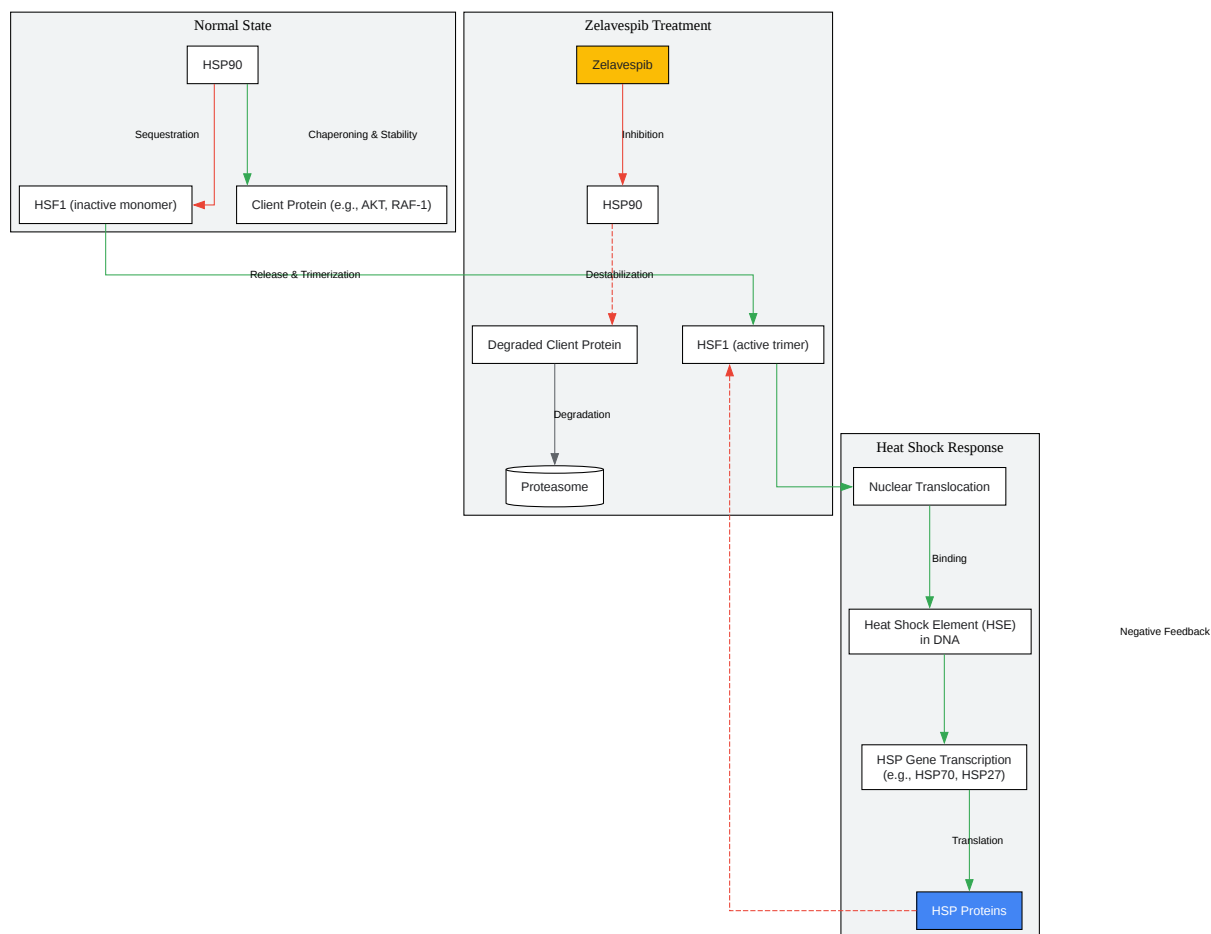 Normal State
HSP90
Sequestration
Chaperoning & Stability
HSF1 (inactive monomer)
Client Protein (e.g., AKT, RAF-1)
Release & Trimerization
Zelavespib Treatment
Zelavespib
Inhibition
HSP90
Destabilization
Degraded Client Protein
HSF1 (active trimer)
Degradation
Proteasome
Heat Shock Response
Nuclear Translocation
Binding
Heat Shock Element (HSE)
in DNA
Negative Feedback
HSP Gene Transcription
(e.g., HSP70, HSP27)
Translation
HSP Proteins